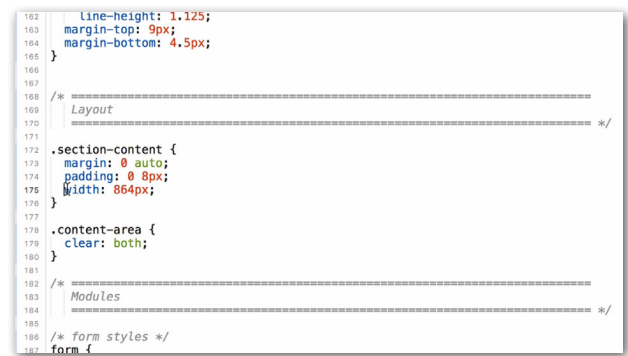 162 line-height: 1.125;
163 margin-top: 9px;
164 margin-bottom: 4.5px;
165 }
166
167
168 /* ==========================================================================
169 Layout
170 ========================================================================== */
171
172 .section-content {
173 margin: 0 auto;
174 padding: 0 8px;
175 width: 864px;
176 }
177
178 .content-area {
179 clear: both;
180 }
181
182 /* ==========================================================================
183 Modules
184 ========================================================================== */
185
186 /* form styles */
187 form {